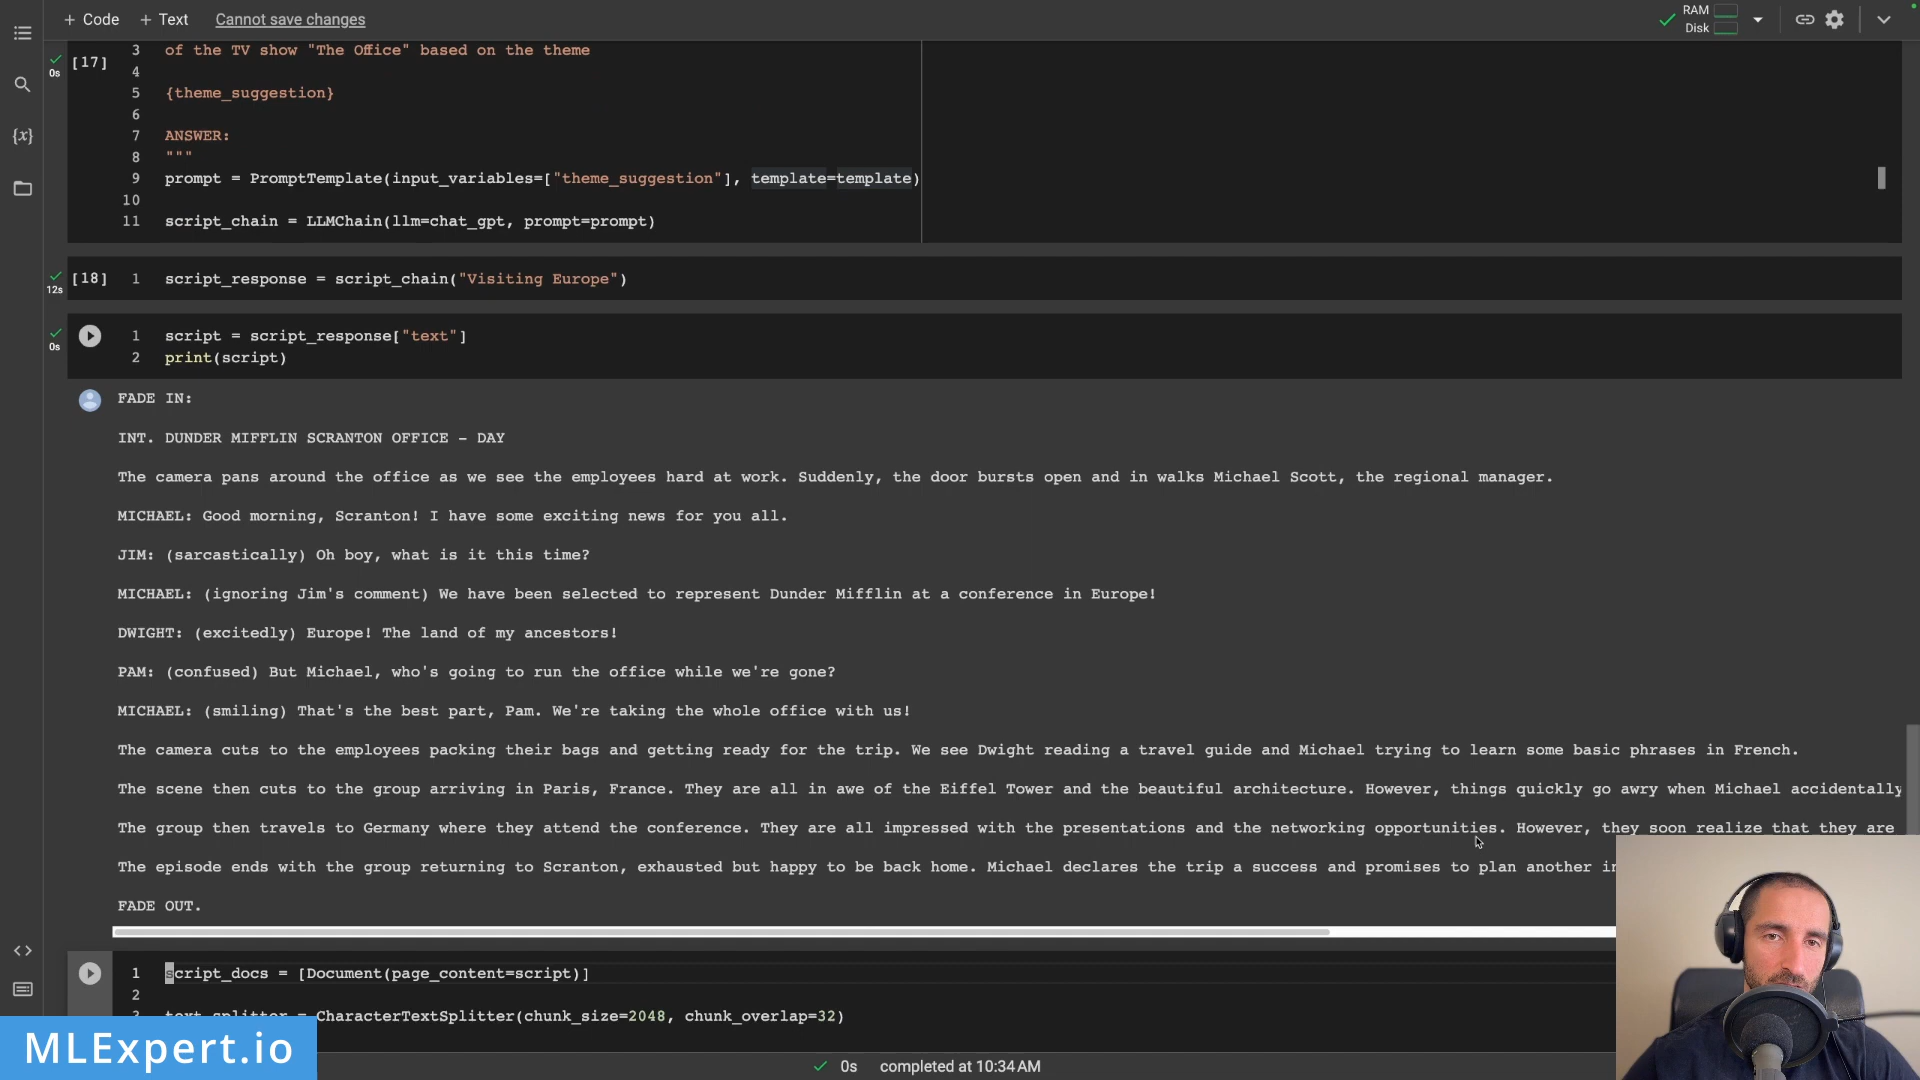 + Code + Text Cannot save changes
RAM
Disk
[17]
0s
3 of the TV show "The Office" based on the theme
4
5 {theme_suggestion}
6
7 ANSWER:
8 """
9 prompt = PromptTemplate(input_variables=["theme_suggestion"], template=template)
10
11 script_chain = LLMChain(llm=chat_gpt, prompt=prompt)
[18] 1 script_response = script_chain("Visiting Europe")
12s
1 script = script_response["text"]
0s
2 print(script)
FADE IN:
INT. DUNDER MIFFLIN SCRANTON OFFICE - DAY
The camera pans around the office as we see the employees hard at work. Suddenly, the door bursts open and in walks Michael Scott, the regional manager.
MICHAEL: Good morning, Scranton! I have some exciting news for you all.
JIM: (sarcastically) Oh boy, what is it this time?
MICHAEL: (ignoring Jim's comment) We have been selected to represent Dunder Mifflin at a conference in Europe!
DWIGHT: (excitedly) Europe! The land of my ancestors!
PAM: (confused) But Michael, who's going to run the office while we're gone?
MICHAEL: (smiling) That's the best part, Pam. We're taking the whole office with us!
The camera cuts to the employees packing their bags and getting ready for the trip. We see Dwight reading a travel guide and Michael trying to learn some basic phrases in French.
The scene then cuts to the group arriving in Paris, France. They are all in awe of the Eiffel Tower and the beautiful architecture. However, things quickly go awry when Michael accidentally
The group then travels to Germany where they attend the conference. They are all impressed with the presentations and the networking opportunities. However, they soon realize that they are
The episode ends with the group returning to Scranton, exhausted but happy to be back home. Michael declares the trip a success and promises to plan another
FADE OUT.
1 script_docs = [Document(page_content=script)]
2
3 text_splitter = CharacterTextSplitter(chunk_size=2048, chunk_overlap=32)
MLExpert.io
0s completed at 10:34 AM